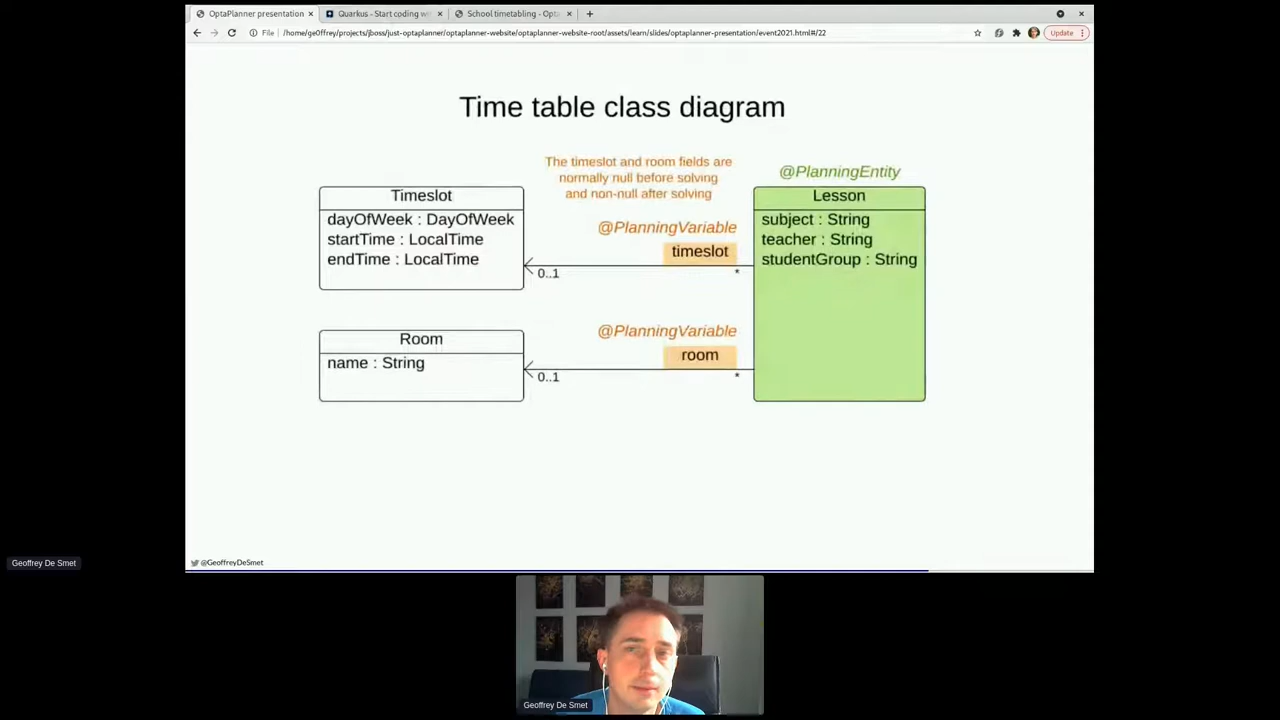 OptaPlanner presentation
Quarkus - Start coding wi
School timetabling - Opta
File
/home/ge0ffrey/projects/jboss/just-optaplanner/optaplanner-website/optaplanner-website-root/assets/learn/slides/optaplanner-presentation/event2021.html#/22
Update
Time table class diagram
The timeslot and room fields are
normally null before solving
and non-null after solving
@PlanningEntity
Timeslot
Lesson
dayOfWeek : DayOfWeek
startTime : LocalTime
endTime : LocalTime
subject : String
teacher : String
studentGroup : String
@PlanningVariable
timeslot
0..1
*
@PlanningVariable
Room
room
name : String
0..1
*
@GeoffreyDeSmet
Geoffrey De Smet
Geoffrey De Smet